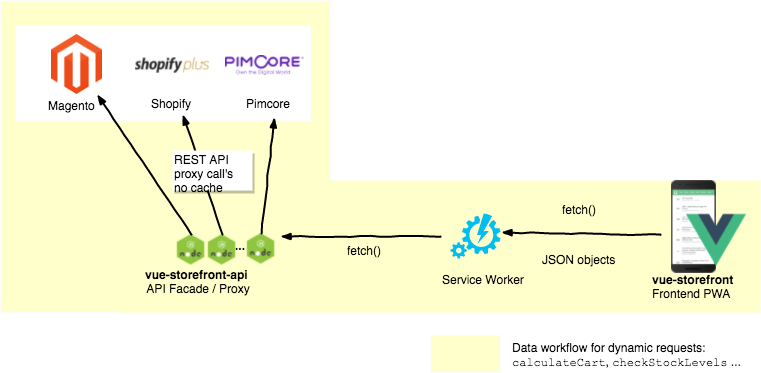 shopify plus
PIMCORE
Own the Digital World
Magento
Shopify
Pimcore
REST API
proxy call's
no cache
fetch()
fetch()
JSON objects
node
node
...
node
vue-storefront-api
API Facade / Proxy
Service Worker
vue-storefront
Frontend PWA
Data workflow for dynamic requests:
calculateCart, checkStockLevels ...